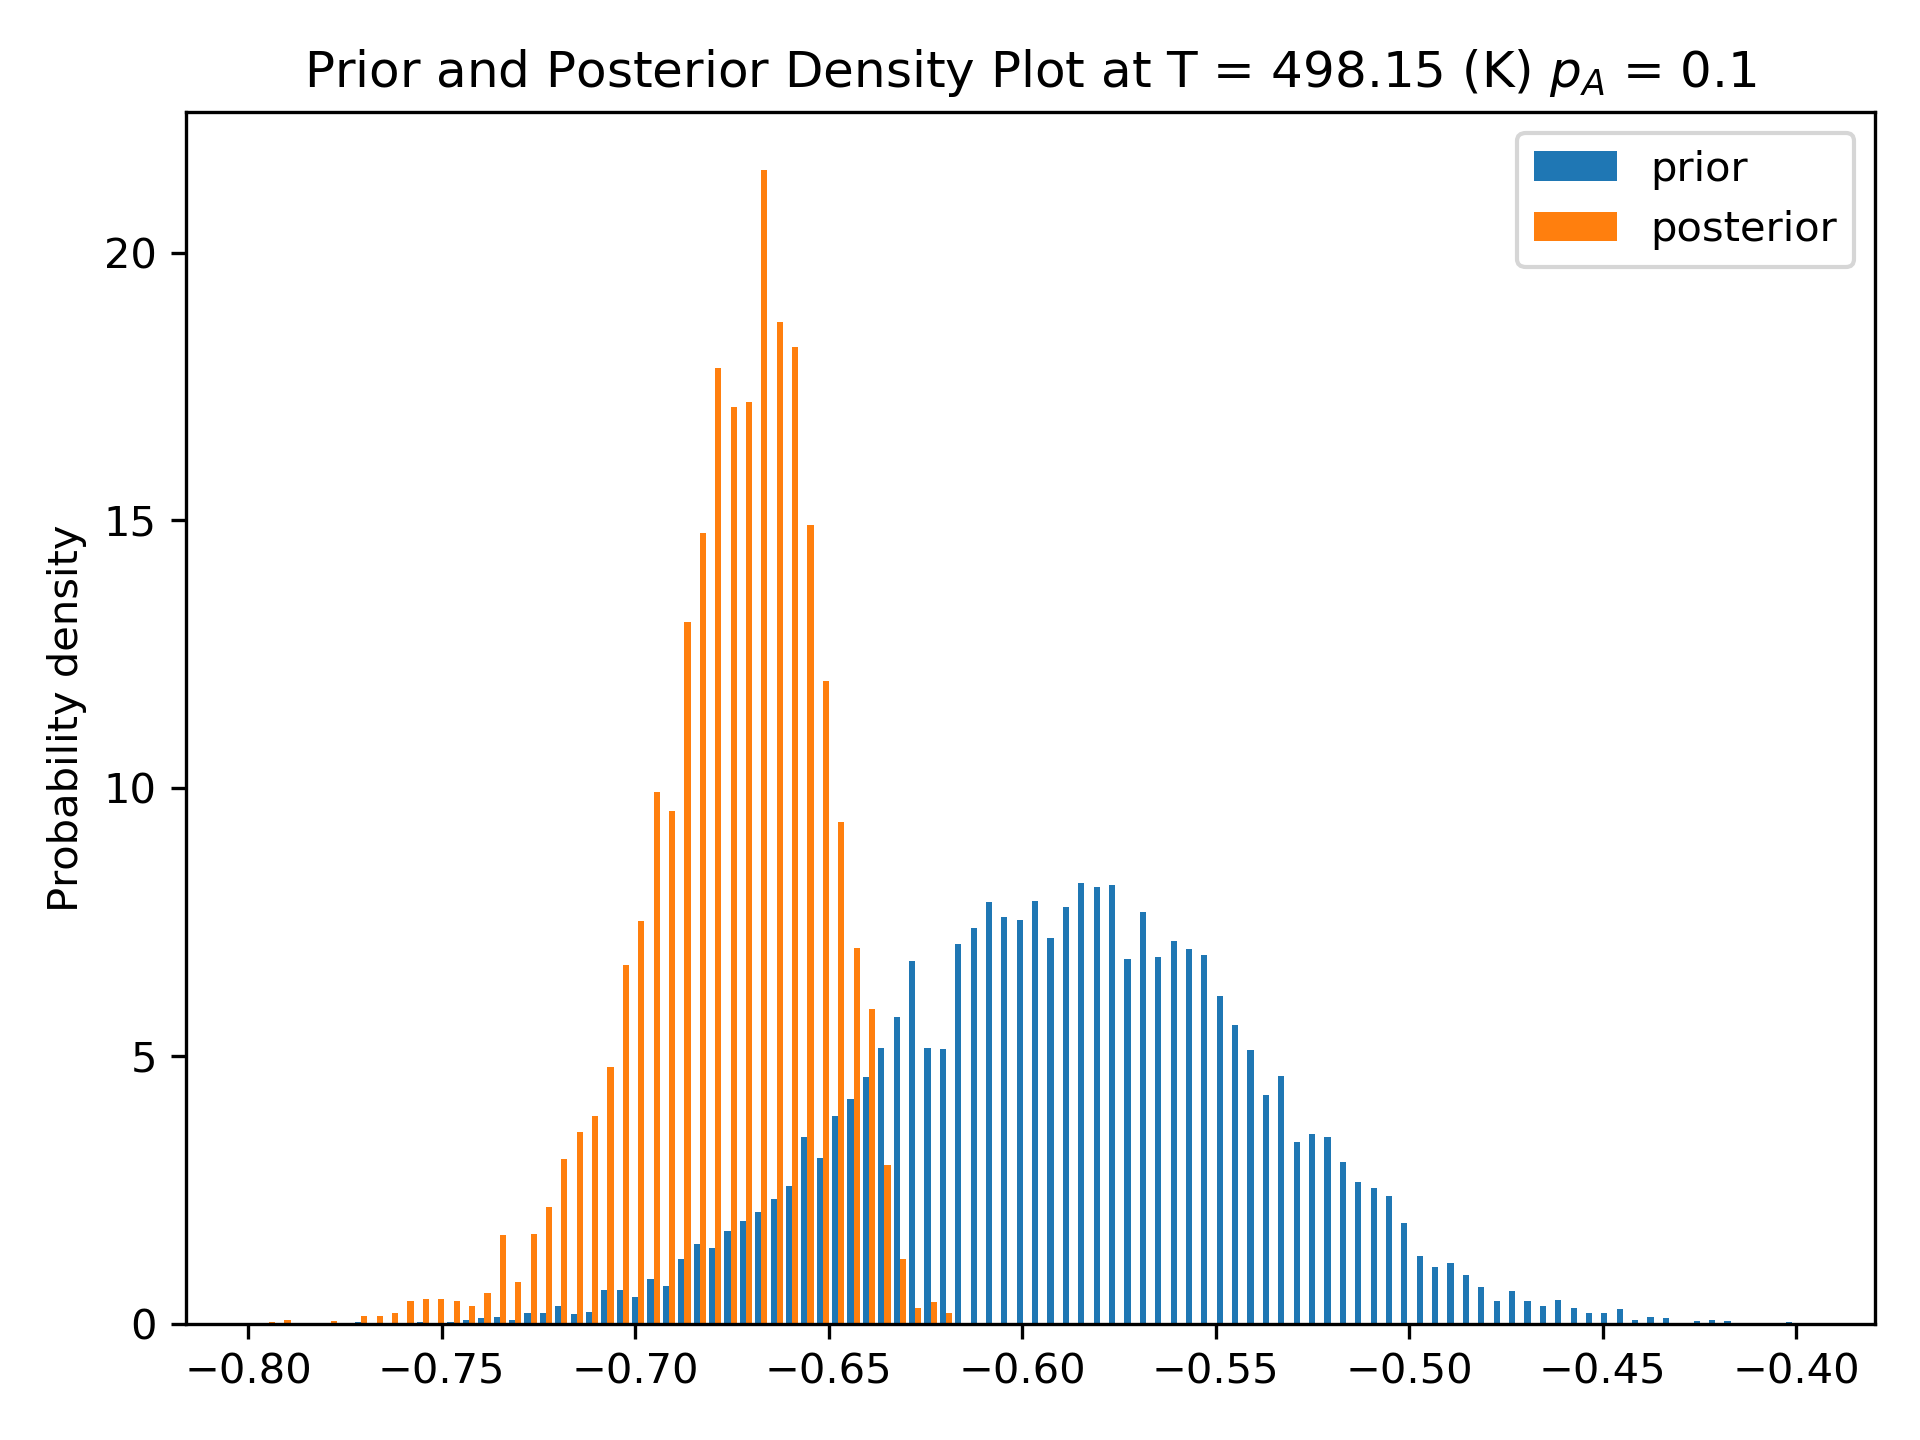 Prior and Posterior Density Plot at T = 498.15 (K) p_A = 0.1
prior
posterior
Probability density
20
15
10
5
0
−0.80 −0.75 −0.70 −0.65 −0.60 −0.55 −0.50 −0.45 −0.40